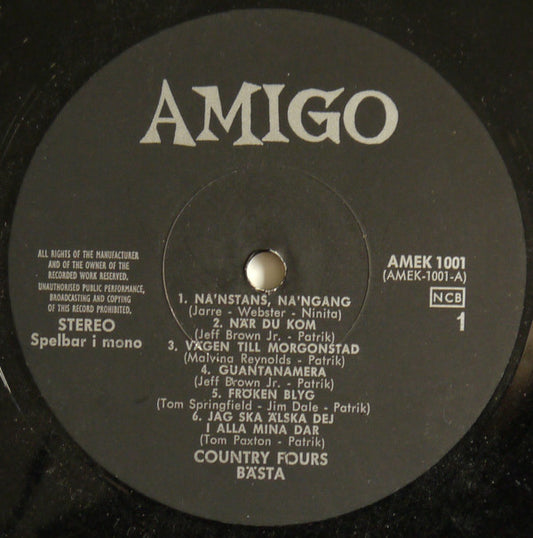 AMIGO
ALL RIGHTS OF THE MANUFACTURER
AND OF THE OWNER OF THE
RECORDED WORK RESERVED.
UNAUTHORISED PUBLIC PERFORMANCE,
BROADCASTING AND COPYING
OF THIS RECORD PROHIBITED.
STEREO
Spelbar i mono
AMEK 1001
(AMEK-1001-A)
NCB
1
1. NA'NSTANS, NA'NGANG
(Jarre - Webster - Ninita)
2. NÄR DU KOM
(Jeff Brown Jr. - Patrik)
3. VÄGEN TILL MORGONSTAD
(Malvina Reynolds - Patrik)
4. GUANTANAMERA
(Jeff Brown Jr. - Patrik)
5. FRÖKEN BLYG
(Tom Springfield - Jim Dale - Patrik)
6. JAG SKA ÄLSKA DEJ
I ALLA MINA DAR
(Tom Paxton - Patrik)
COUNTRY FOURS
BÄSTA